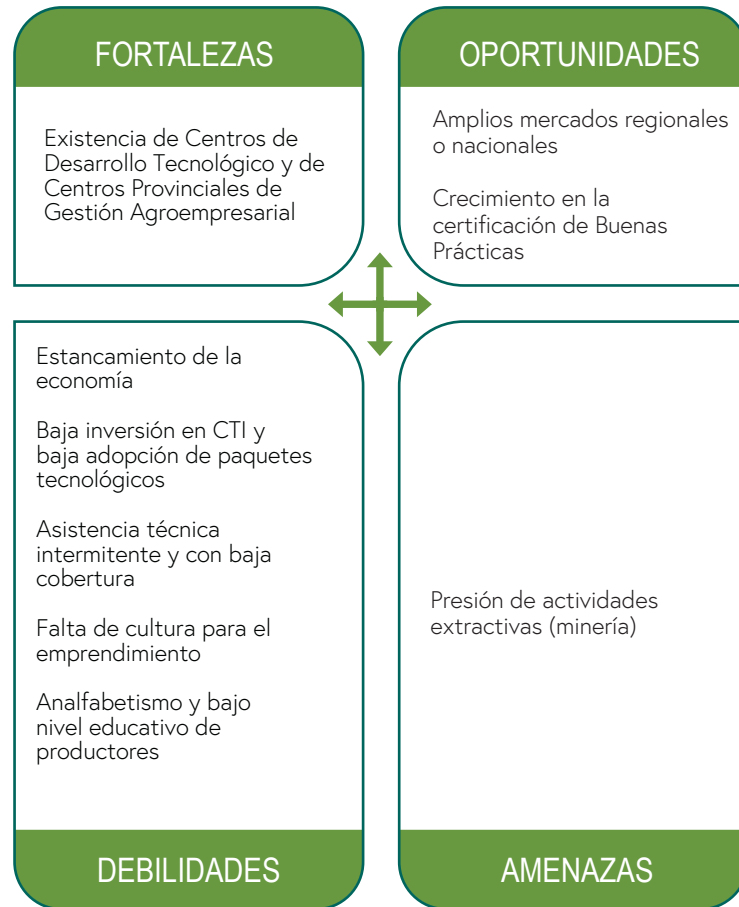 FORTALEZAS
Existencia de Centros de
Desarrollo Tecnológico y de
Centros Provinciales de
Gestión Agroempresarial
OPORTUNIDADES
Amplios mercados regionales
o nacionales
Crecimiento en la
certificación de Buenas
Prácticas
Estancamiento de la
economía
Baja inversión en CTI y
baja adopción de paquetes
tecnológicos
Asistencia técnica
intermitente y con baja
cobertura
Falta de cultura para el
emprendimiento
Analfabetismo y bajo
nivel educativo de
productores
DEBILIDADES
Presión de actividades
extractivas (minería)
AMENAZAS